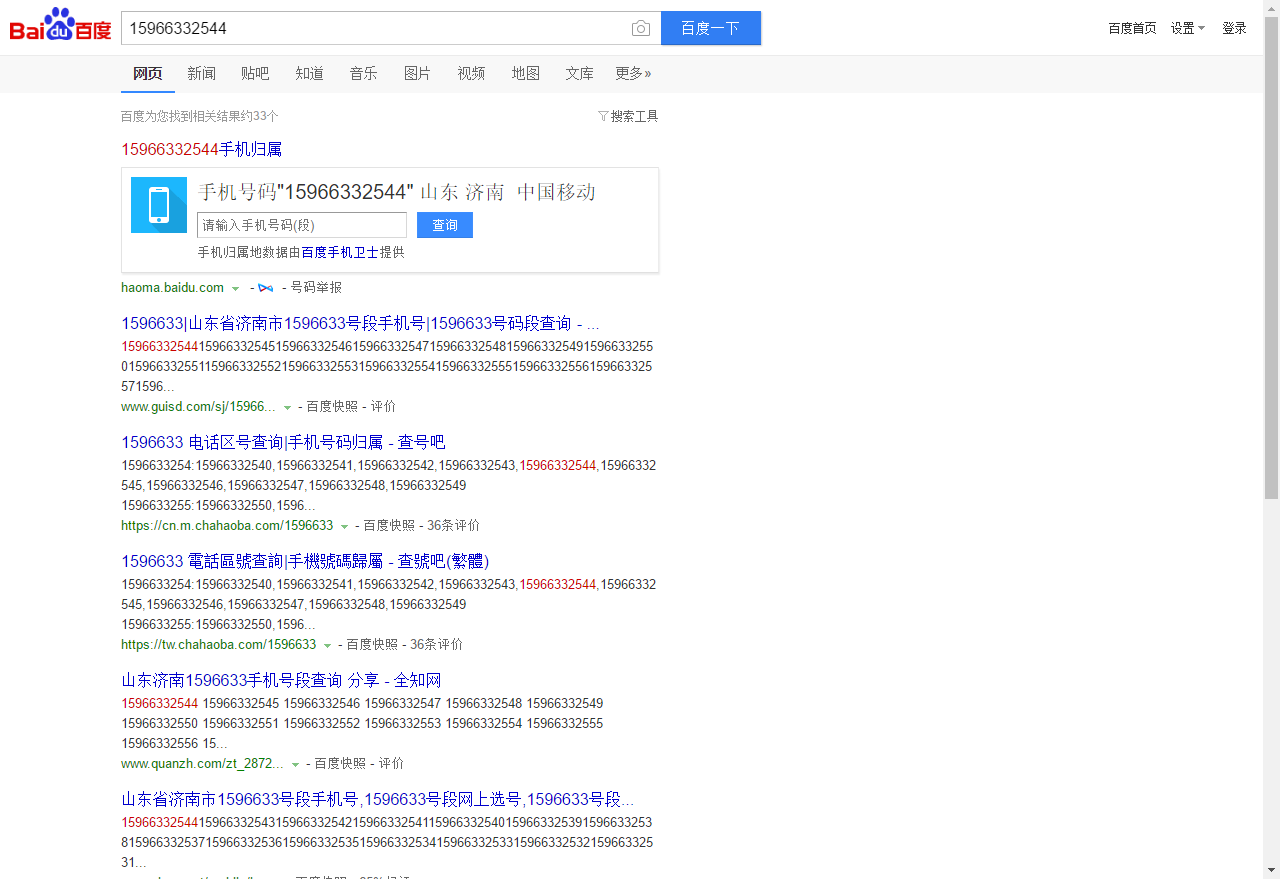 Bai du 百度
15966332544
百度一下
百度首页 设置 登录
网页 新闻 贴吧 知道 音乐 图片 视频 地图 文库 更多»
百度为您找到相关结果约33个
搜索工具
15966332544手机归属
手机号码"15966332544" 山东 济南 中国移动
请输入手机号码(段)
查询
手机归属地数据由百度手机卫士提供
haoma.baidu.com - - 号码举报
1596633|山东省济南市1596633号段手机号|1596633号码段查询 - ...
159663325441596633254515966332546159663325471596633254815966332549159663325​5
0159663325511596633255215966332553159663325541596633255515966332556159663325
571596...
www.guisd.com/sj/15966... - 百度快照 - 评价
1596633 电话区号查询|手机号码归属 - 查号吧
1596633254:15966332540,15966332541,15966332542,15966332543,15966332544,15966332
545,15966332546,15966332547,15966332548,15966332549
1596633255:15966332550,1596...
https://cn.m.chahaoba.com/1596633 - 百度快照 - 36条评价
1596633 電話區號查詢|手機號碼歸屬 - 查號吧(繁體)
1596633254:15966332540,15966332541,15966332542,15966332543,15966332544,15966332
545,15966332546,15966332547,15966332548,15966332549
1596633255:15966332550,1596...
https://tw.chahaoba.com/1596633 - 百度快照 - 36条评价
山东济南1596633手机号段查询 分享 - 全知网
15966332544 15966332545 15966332546 15966332547 15966332548 15966332549
15966332550 15966332551 15966332552 15966332553 15966332554 15966332555
15966332556 15...
www.quanzh.com/zt_2872... - 百度快照 - 评价
山东省济南市1596633号段手机号,1596633号段网上选号,1596633号段...
1596633254415966332543159663325421596633254115966332540159663325391596633253
8159663325371596633253615966332535159663325341596633253315966332532159663325
31...